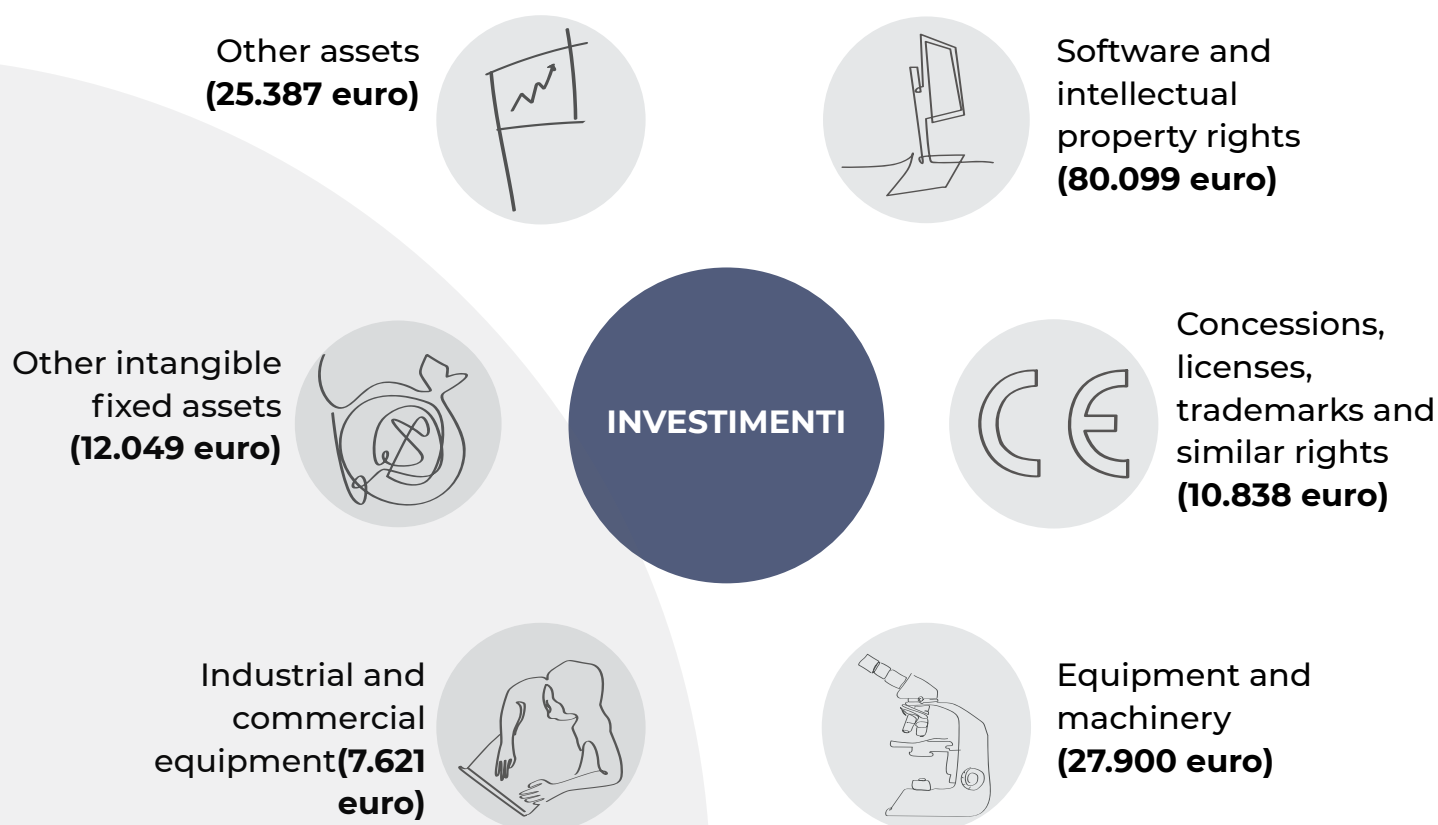 Other assets
(25.387 euro)
Software and
intellectual
property rights
(80.099 euro)
Other intangible
fixed assets
(12.049 euro)
INVESTIMENTI
CE
Concessions,
licenses,
trademarks and
similar rights
(10.838 euro)
Industrial and
commercial
equipment(7.621
euro)
Equipment and
machinery
(27.900 euro)